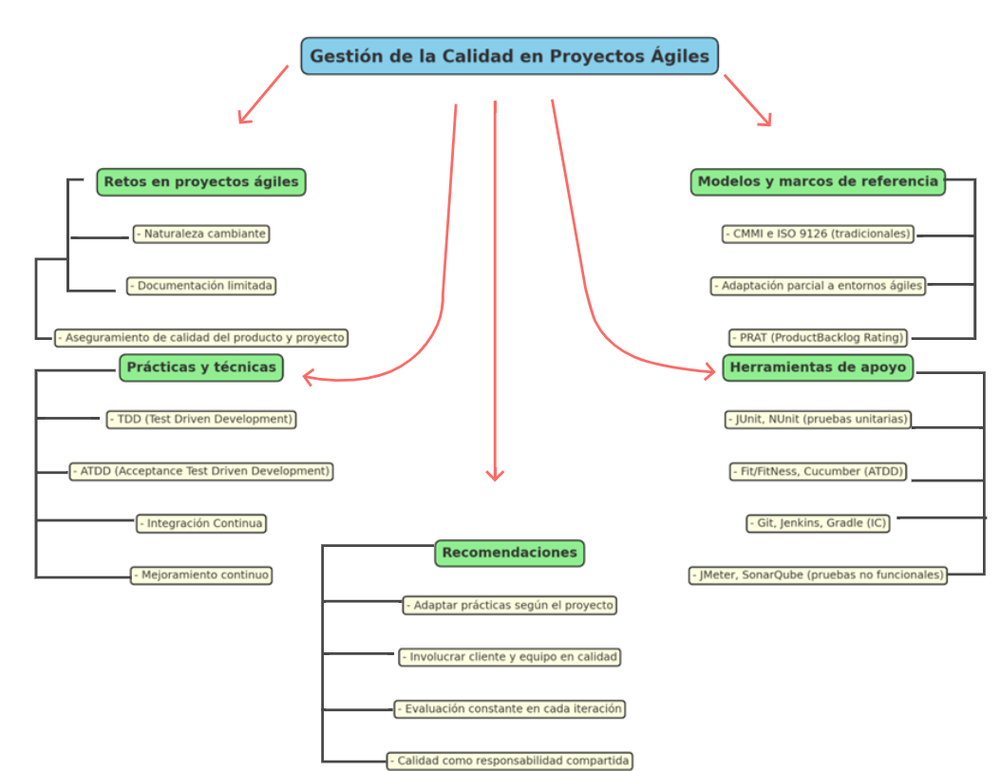 Gestión de la Calidad en Proyectos Ágiles
Retos en proyectos ágiles
- Naturaleza cambiante
- Documentación limitada
- Aseguramiento de calidad del producto y proyecto
Modelos y marcos de referencia
- CMMI e ISO 9126 (tradicionales)
- Adaptación parcial a entornos ágiles
- PRAT (ProductBacklog Rating)
Prácticas y técnicas
- TDD (Test Driven Development)
- ATDD (Acceptance Test Driven Development)
- Integración Continua
- Mejoramiento continuo
Herramientas de apoyo
- JUnit, NUnit (pruebas unitarias)
- Fit/FitNess, Cucumber (ATDD)
- Git, Jenkins, Gradle (IC)
- JMeter, SonarQube (pruebas no funcionales)
Recomendaciones
- Adaptar prácticas según el proyecto
- Involucrar cliente y equipo en calidad
- Evaluación constante en cada iteración
- Calidad como responsabilidad compartida